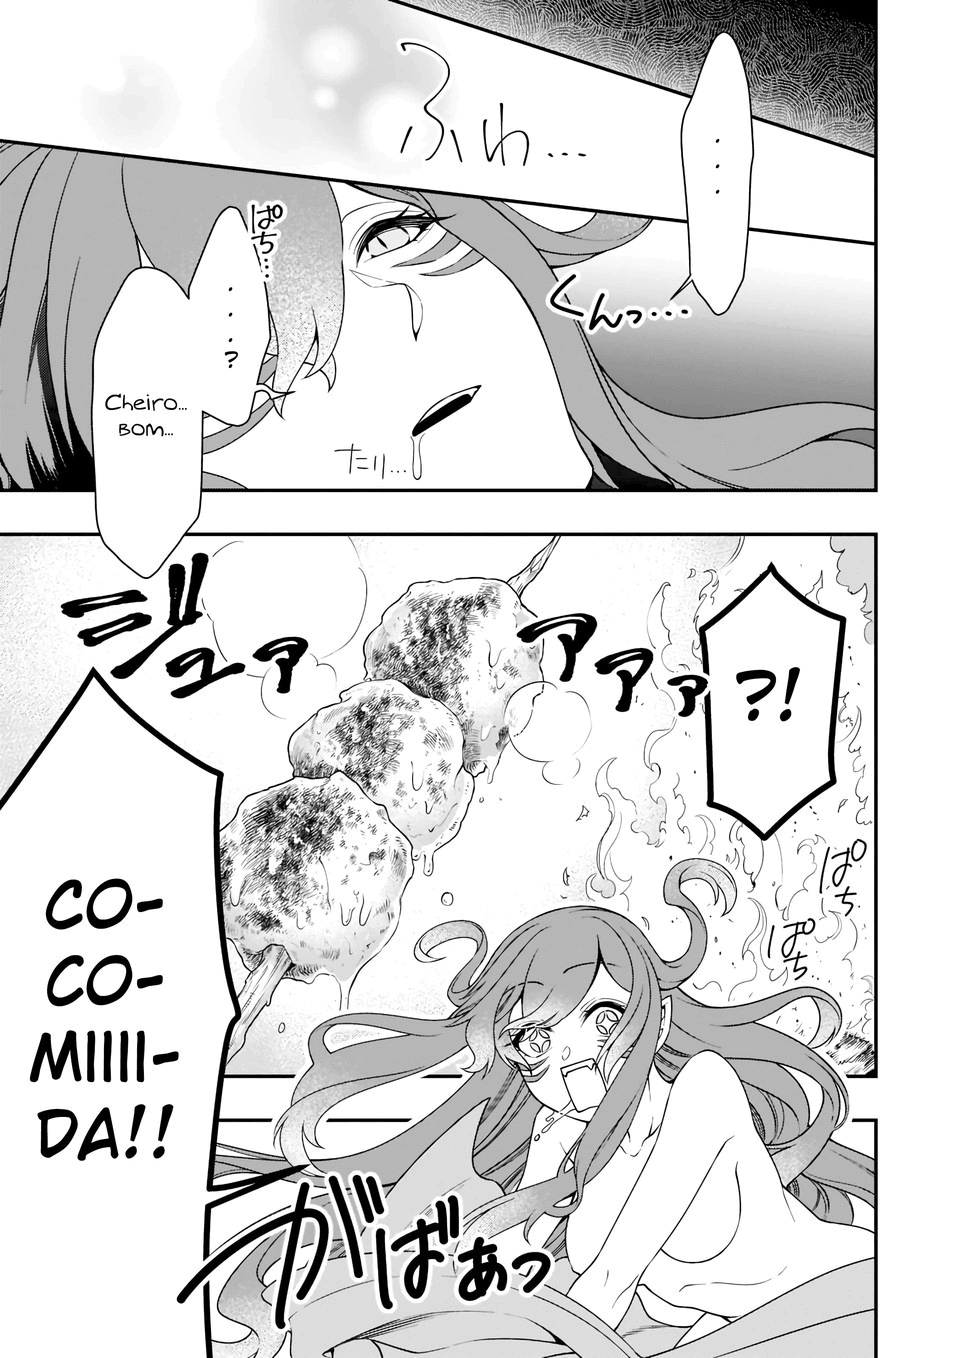 ふわ…
...
くんっ…
ぱち…
...?
Cheiro...
BOM...
たり…
?!
ジュァ
アアァ
ぱち
ぱち
CO-
CO-
MIIII-
DA!!
がばぁっ